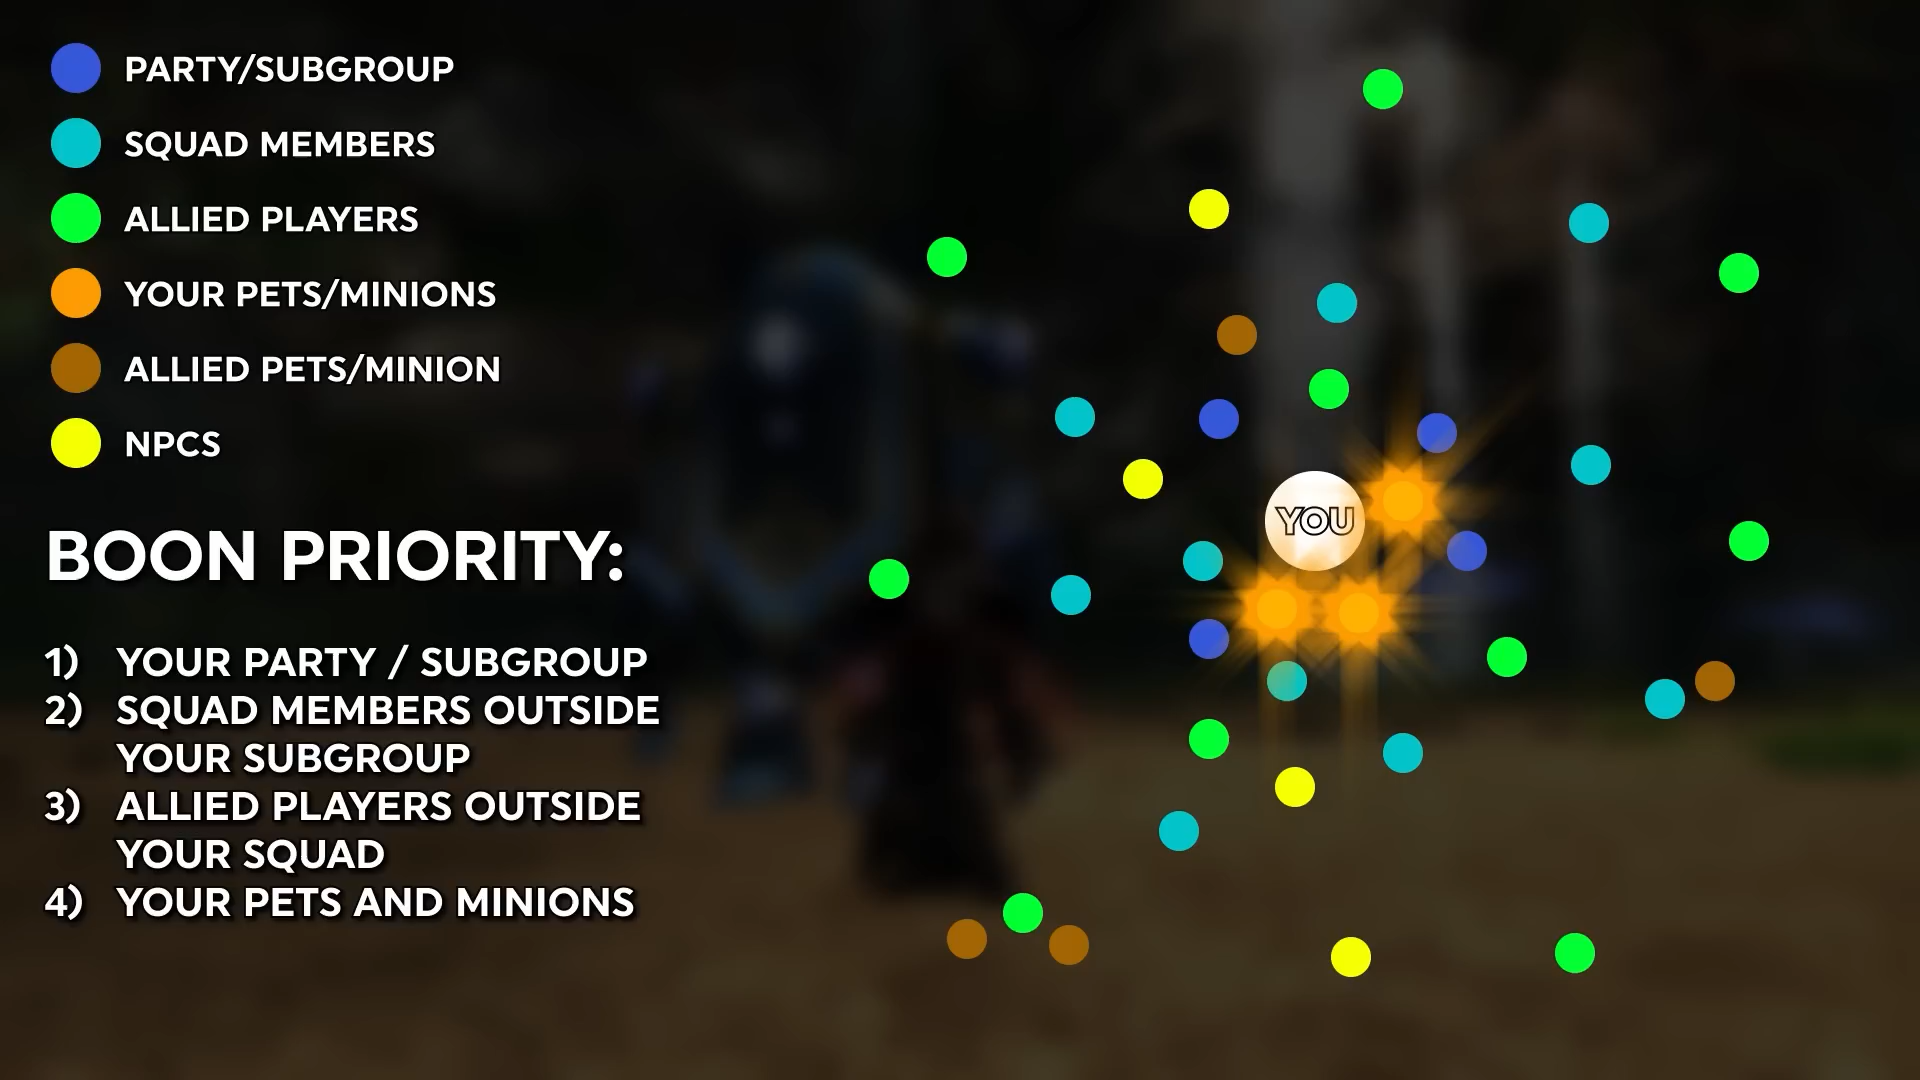 PARTY/SUBGROUP
SQUAD MEMBERS
ALLIED PLAYERS
YOUR PETS/MINIONS
ALLIED PETS/MINION
NPCS
BOON PRIORITY:
1) YOUR PARTY / SUBGROUP
2) SQUAD MEMBERS OUTSIDE
YOUR SUBGROUP
3) ALLIED PLAYERS OUTSIDE
YOUR SQUAD
4) YOUR PETS AND MINIONS
YOU